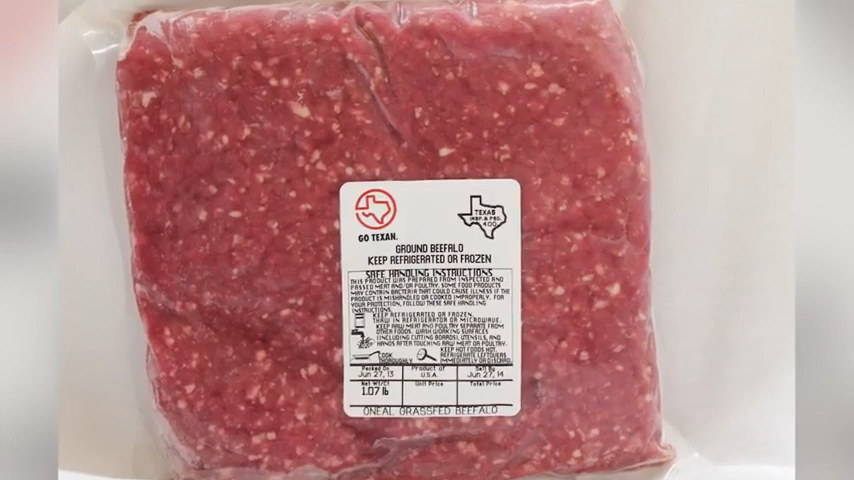 GO TEXAN.
TEXAS
INSP. & PSD.
400
GROUND BEEFALO
KEEP REFRIGERATED OR FROZEN
SAFE HANDLING INSTRUCTIONS
THIS PRODUCT WAS PREPARED FROM INSPECTED AND
PASSED MEAT AND/OR POULTRY. SOME FOOD PRODUCTS
MAY CONTAIN BACTERIA THAT COULD CAUSE ILLNESS IF THE
PRODUCT IS MISHANDLED OR COOKED IMPROPERLY. FOR
YOUR PROTECTION, FOLLOW THESE SAFE HANDLING
INSTRUCTIONS.
KEEP REFRIGERATED OR FROZEN.
THAW IN REFRIGERATOR OR MICROWAVE.
KEEP RAW MEAT AND POULTRY SEPARATE FROM
OTHER FOODS. WASH WORKING SURFACES
(INCLUDING CUTTING BOARDS), UTENSILS, AND
HANDS AFTER TOUCHING RAW MEAT OR POULTRY.
COOK
THOROUGHLY.
KEEP HOT FOODS HOT.
REFRIGERATE LEFTOVERS
IMMEDIATELY OR DISCARD.
Packed On Product of Sell By
Jun 27, 13 U.S.A. Jun 27, 14
Net Wt/Ct Unit Price Total Price
1.07 lb
ONEAL GRASSFED BEEFALO